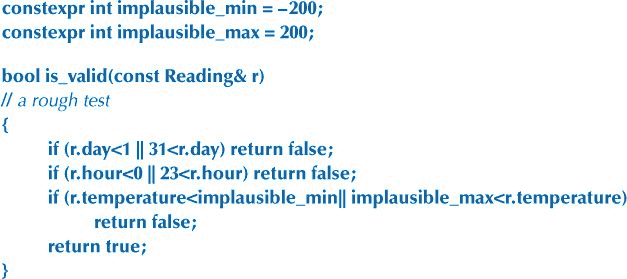 constexpr int implausible_min = –200;
constexpr int implausible_max = 200;
bool is_valid(const Reading& r)
// a rough test
{
if (r.day<1 || 31<r.day) return false;
if (r.hour<0 || 23<r.hour) return false;
if (r.temperature<implausible_min|| implausible_max<r.temperature)
return false;
return true;
}